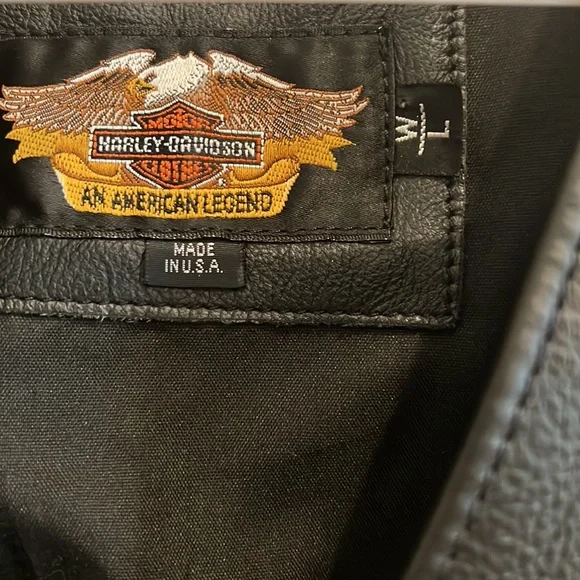 MOTOR
HARLEY-DAVIDSON
CYCLES
®
AN AMERICAN LEGEND
MADE
IN U.S.A.
W
L